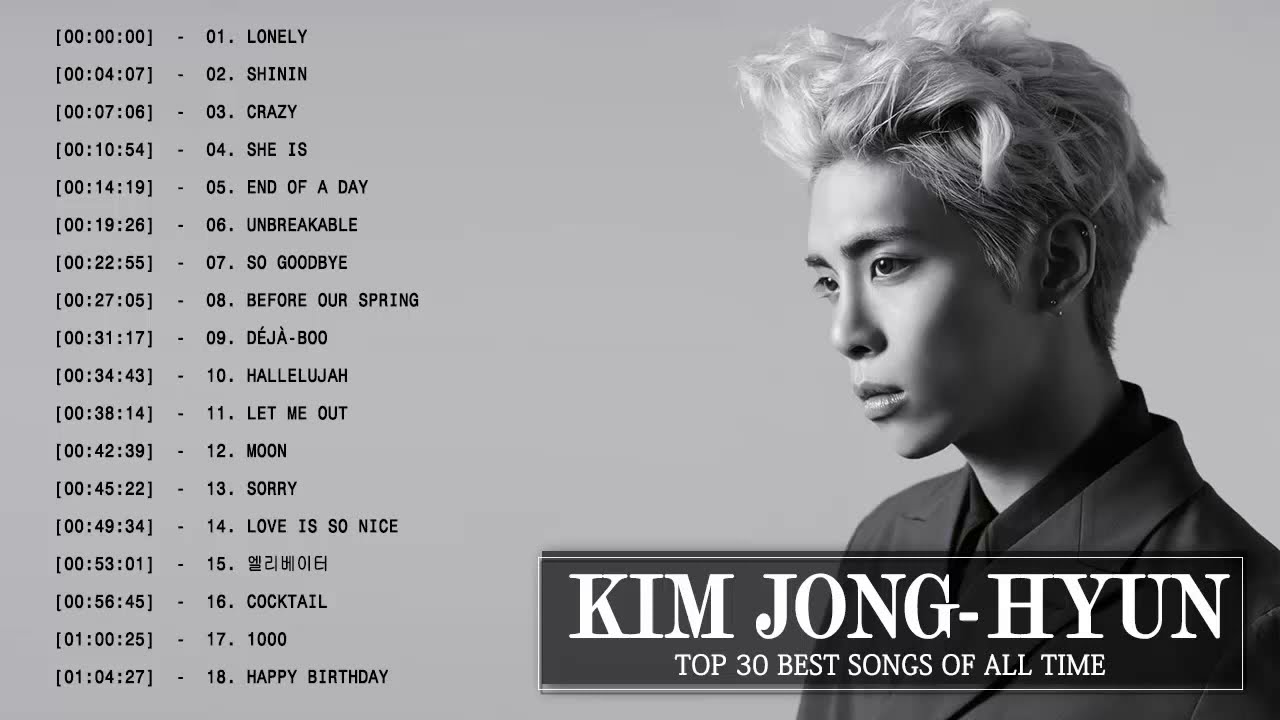 [00:00:00] - 01. LONELY
[00:04:07] - 02. SHININ
[00:07:06] - 03. CRAZY
[00:10:54] - 04. SHE IS
[00:14:19] - 05. END OF A DAY
[00:19:26] - 06. UNBREAKABLE
[00:22:55] - 07. SO GOODBYE
[00:27:05] - 08. BEFORE OUR SPRING
[00:31:17] - 09. DÉJÀ-BOO
[00:34:43] - 10. HALLELUJAH
[00:38:14] - 11. LET ME OUT
[00:42:39] - 12. MOON
[00:45:22] - 13. SORRY
[00:49:34] - 14. LOVE IS SO NICE
[00:53:01] - 15. 엘리베이터
[00:56:45] - 16. COCKTAIL
[01:00:25] - 17. 1000
[01:04:27] - 18. HAPPY BIRTHDAY
KIM JONG-HYUN
TOP 30 BEST SONGS OF ALL TIME